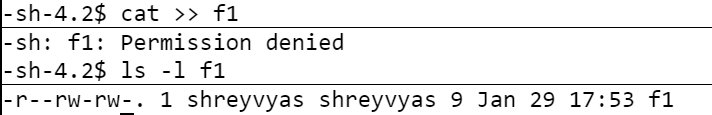 -sh-4.2$ cat >> f1
-sh: f1: Permission denied
-sh-4.2$ ls -l f1
-r--rw-rw-. 1 shreyvyas shreyvyas 9 Jan 29 17:53 f1